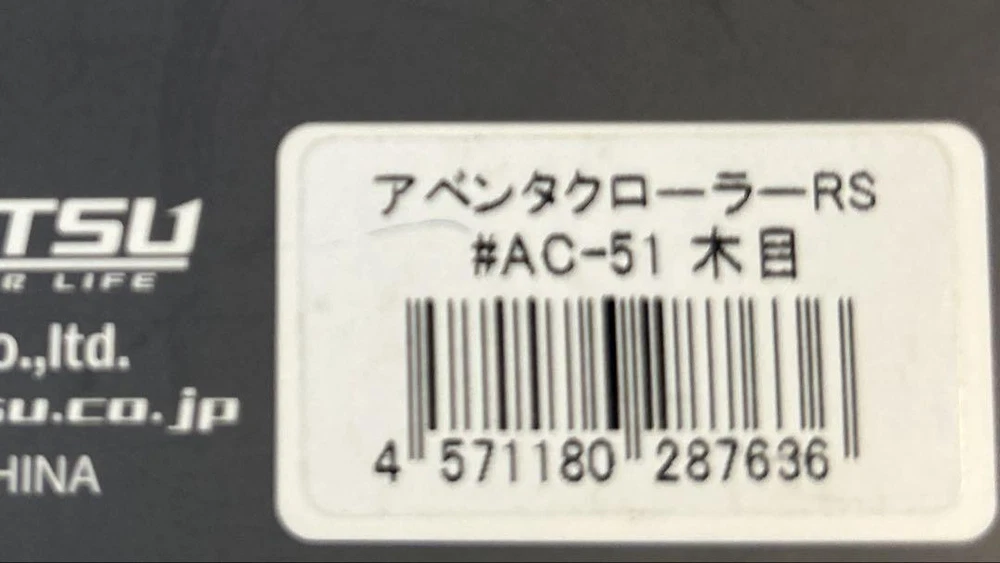 TSU
R LIFE
o.,ltd.
su.co.jp
HINA
アベンタクローラーRS
#AC-51 木目
4 571180 287636